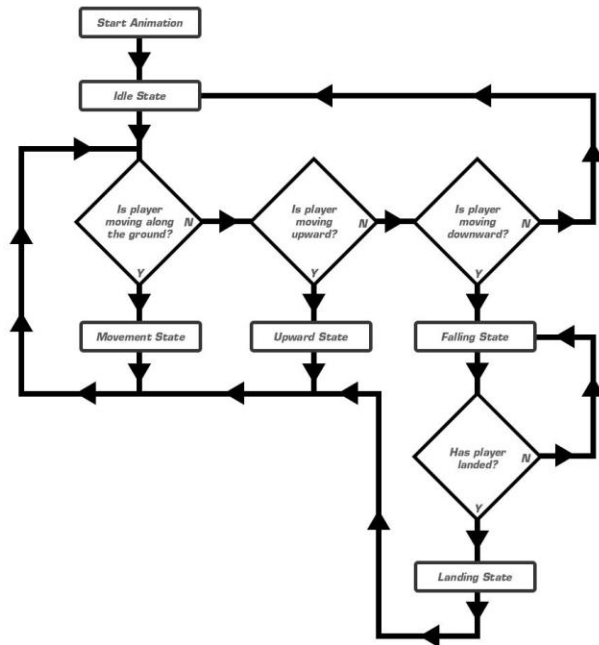 Start Animation
Idle State
Is player
moving along
the ground?
N
Y
Is player
moving
upward?
N
Y
Is player
moving
downward?
N
Y
Movement State
Upward State
Falling State
Has player
landed?
N
Y
Landing State